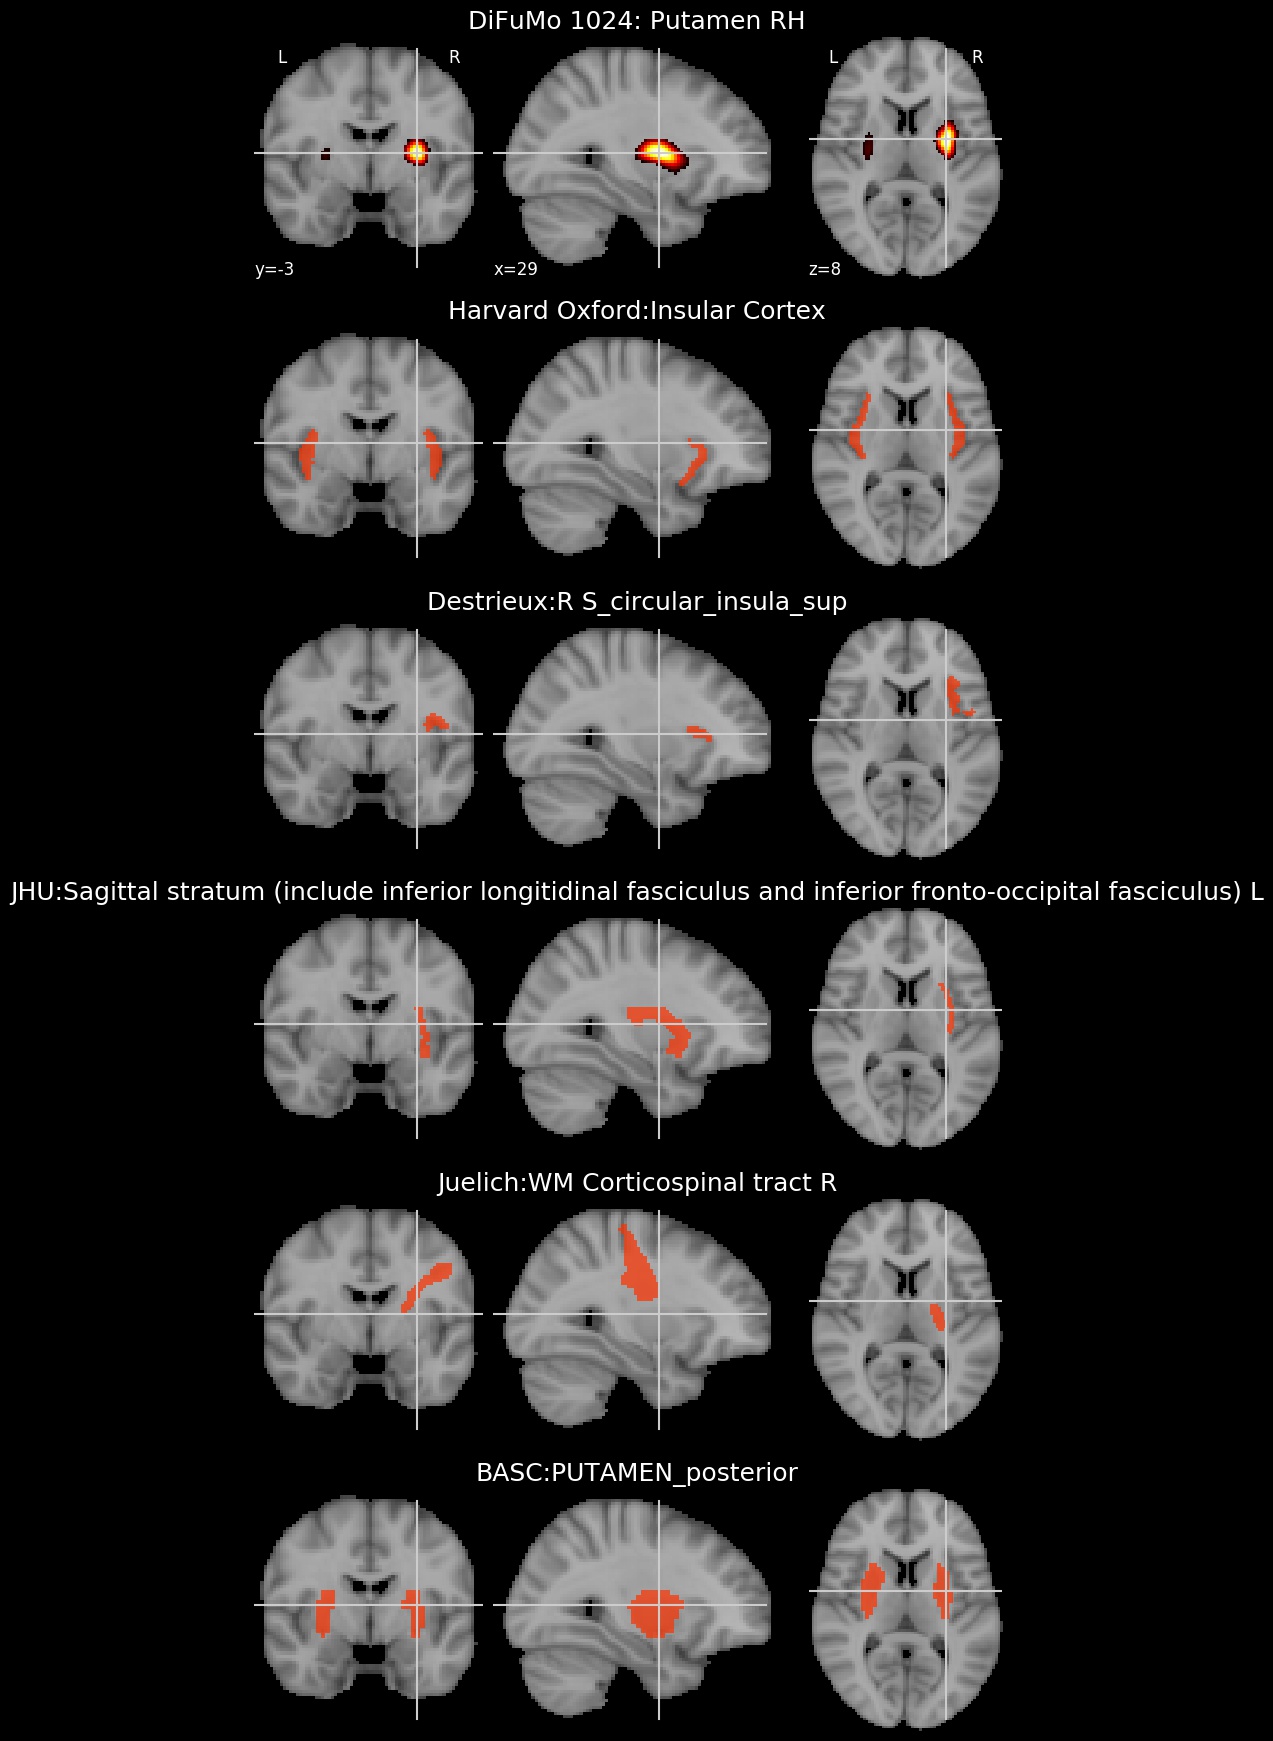 DiFuMo 1024: Putamen RH
L R L R
y=-3 x=29 z=8
Harvard Oxford:Insular Cortex
Destrieux:R S_circular_insula_sup
JHU:Sagittal stratum (include inferior longitidinal fasciculus and inferior fronto-occipital fasciculus) L
Juelich:WM Corticospinal tract R
BASC:PUTAMEN_posterior